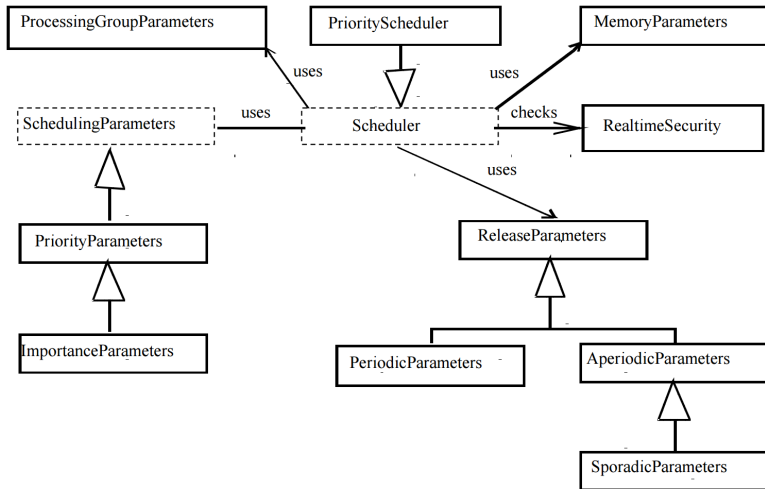 ProcessingGroupParameters
PriorityScheduler
MemoryParameters
uses
uses
SchedulingParameters
uses
Scheduler
checks
RealtimeSecurity
uses
PriorityParameters
ReleaseParameters
ImportanceParameters
PeriodicParameters
AperiodicParameters
SporadicParameters